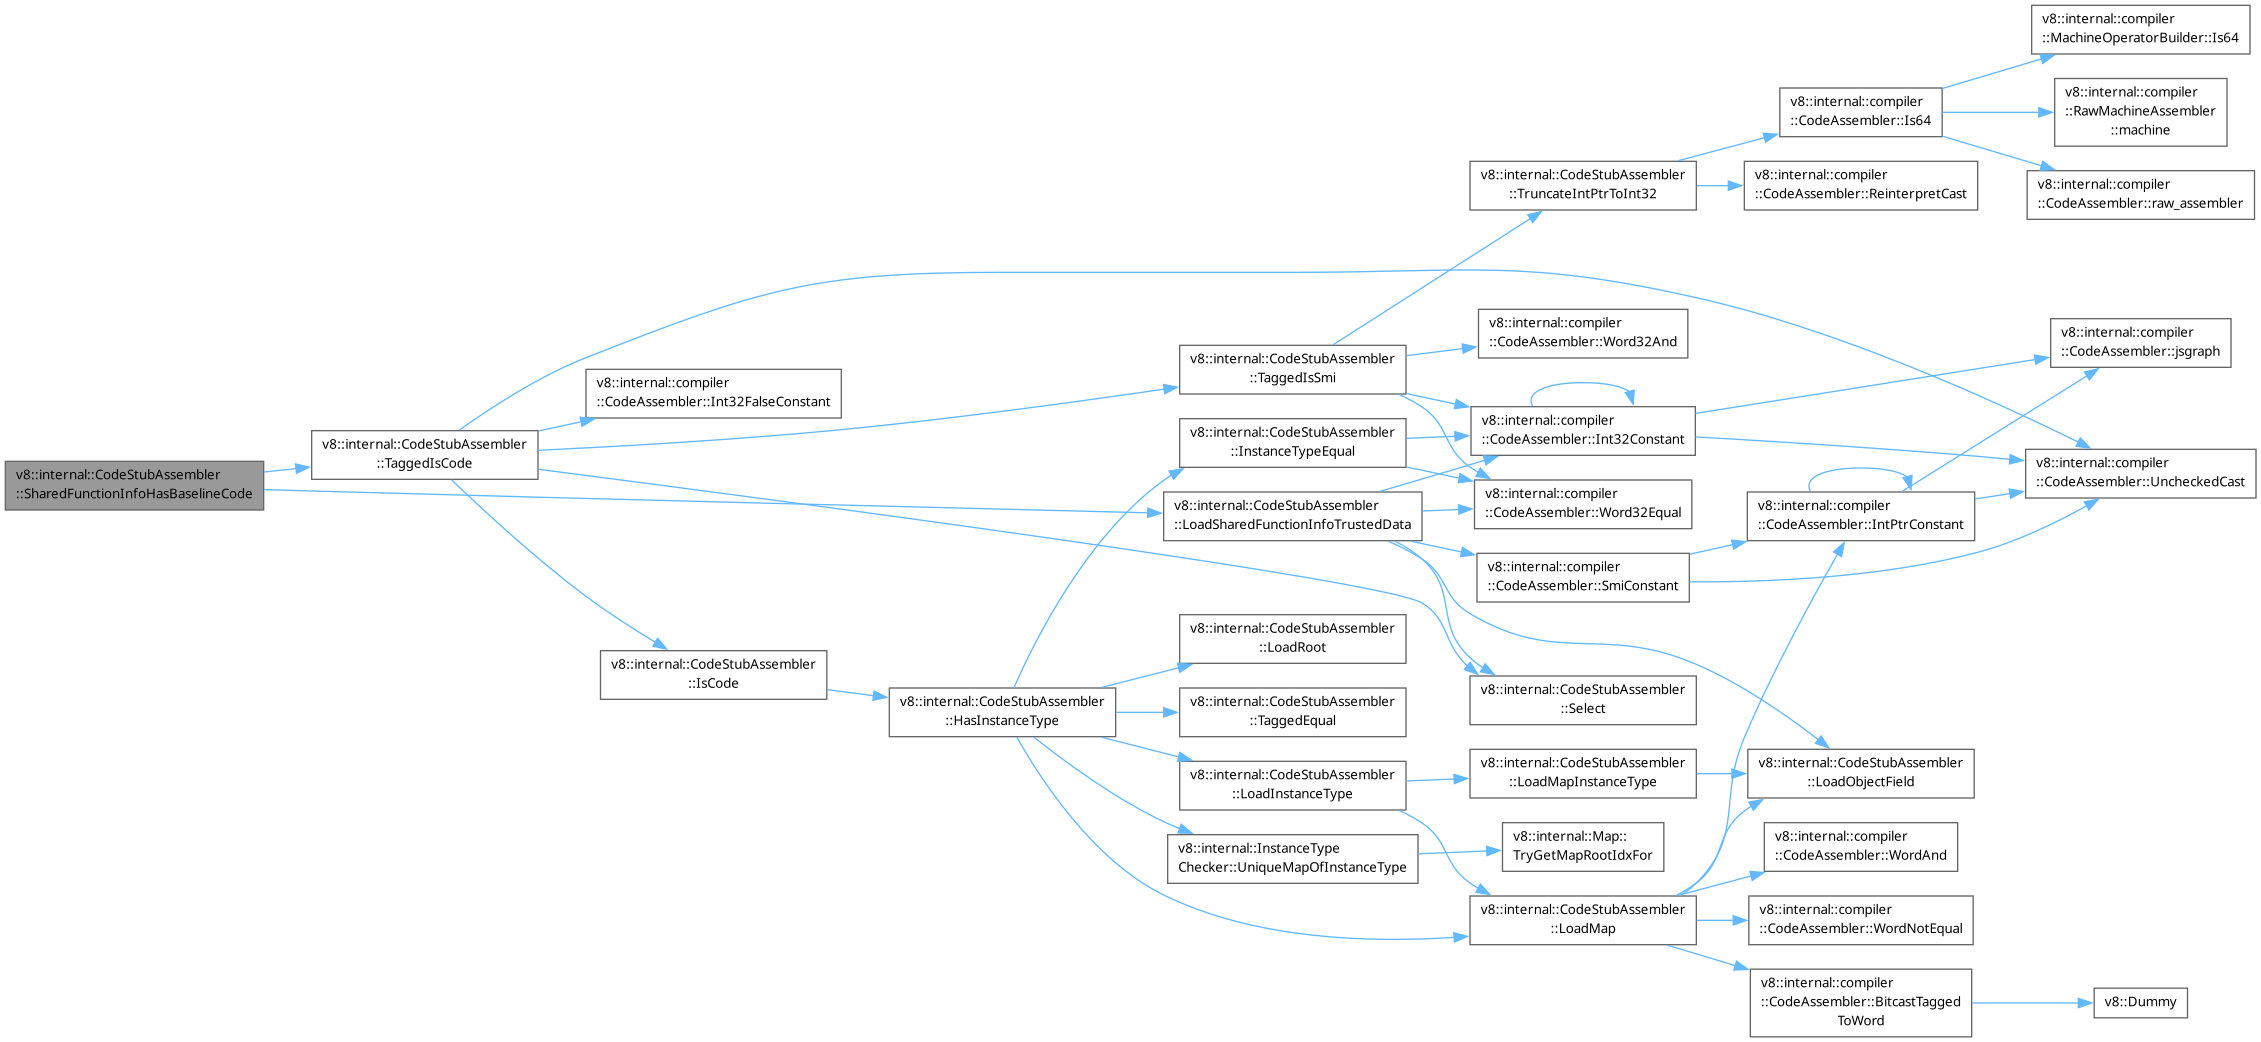 v8::internal::CodeStubAssembler
::SharedFunctionInfoHasBaselineCode
v8::internal::CodeStubAssembler
::TaggedIsCode
v8::internal::compiler
::CodeAssembler::Int32FalseConstant
v8::internal::CodeStubAssembler
::IsCode
v8::internal::CodeStubAssembler
::HasInstanceType
v8::internal::CodeStubAssembler
::TaggedIsSmi
v8::internal::CodeStubAssembler
::InstanceTypeEqual
v8::internal::CodeStubAssembler
::LoadSharedFunctionInfoTrustedData
v8::internal::CodeStubAssembler
::LoadRoot
v8::internal::CodeStubAssembler
::TaggedEqual
v8::internal::CodeStubAssembler
::LoadInstanceType
v8::internal::InstanceType
Checker::UniqueMapOfInstanceType
v8::internal::CodeStubAssembler
::TruncateIntPtrToInt32
v8::internal::compiler
::CodeAssembler::Word32And
v8::internal::compiler
::CodeAssembler::Int32Constant
v8::internal::compiler
::CodeAssembler::Word32Equal
v8::internal::compiler
::CodeAssembler::SmiConstant
v8::internal::CodeStubAssembler
::Select
v8::internal::CodeStubAssembler
::LoadMapInstanceType
v8::internal::Map::
TryGetMapRootIdxFor
v8::internal::CodeStubAssembler
::LoadMap
v8::internal::compiler
::CodeAssembler::Is64
v8::internal::compiler
::CodeAssembler::ReinterpretCast
v8::internal::compiler
::CodeAssembler::IntPtrConstant
v8::internal::CodeStubAssembler
::LoadObjectField
v8::internal::compiler
::CodeAssembler::WordAnd
v8::internal::compiler
::CodeAssembler::WordNotEqual
v8::internal::compiler
::CodeAssembler::BitcastTagged
ToWord
v8::internal::compiler
::MachineOperatorBuilder::Is64
v8::internal::compiler
::RawMachineAssembler
::machine
v8::internal::compiler
::CodeAssembler::raw_assembler
v8::internal::compiler
::CodeAssembler::jsgraph
v8::internal::compiler
::CodeAssembler::UncheckedCast
v8::Dummy